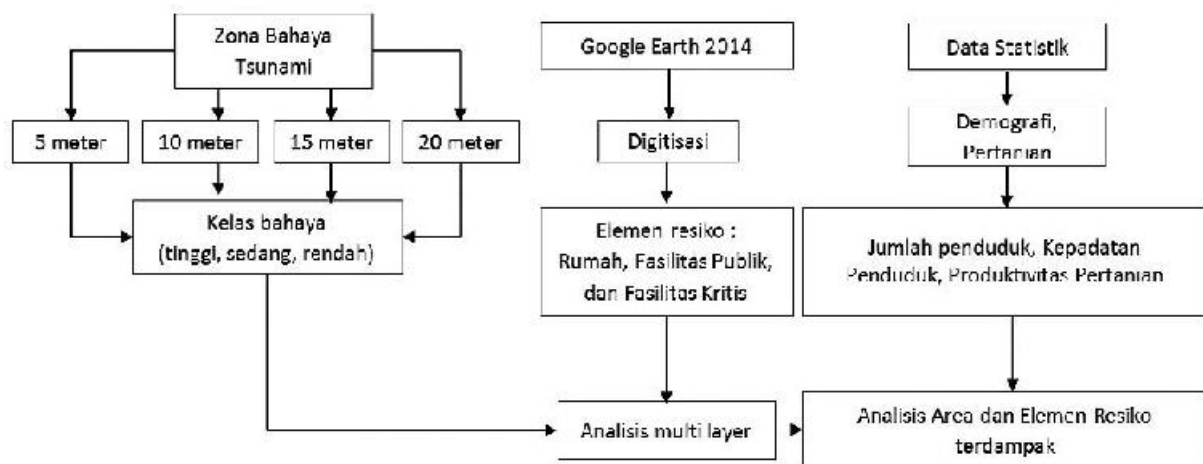 Zona Bahaya
Tsunami
5 meter
10 meter
15 meter
20 meter
Kelas bahaya
(tinggi, sedang, rendah)
Google Earth 2014
Digitisasi
Elemen resiko :
Rumah, Fasilitas Publik,
dan Fasilitas Kritis
Analisis multi layer
Data Statistik
Demografi,
Pertanian
Jumlah penduduk, Kepadatan
Penduduk, Produktivitas Pertanian
Analisis Area dan Elemen Resiko
terdampak